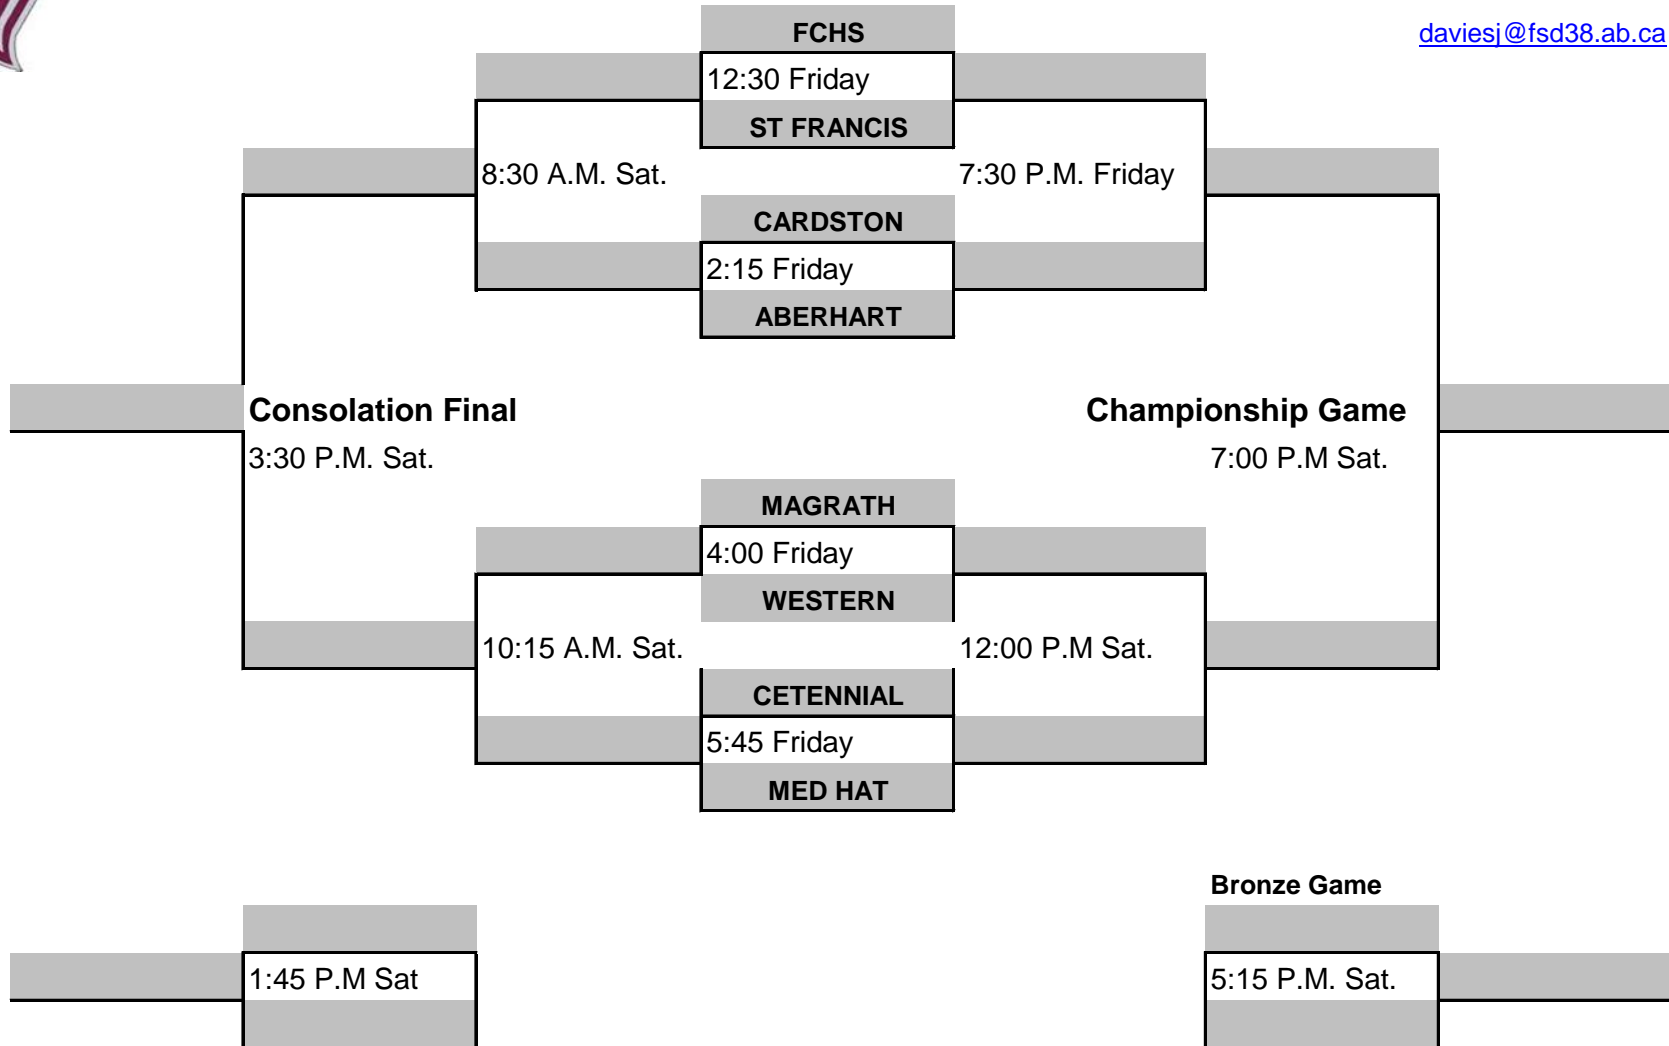 FCHS
daviesj@fsd38.ab.ca
12:30 Friday
ST FRANCIS
8:30 A.M. Sat.
7:30 P.M. Friday
CARDSTON
2:15 Friday
ABERHART
Consolation Final
Championship Game
3:30 P.M. Sat.
7:00 P.M Sat.
MAGRATH
4:00 Friday
WESTERN
10:15 A.M. Sat.
12:00 P.M Sat.
CETENNIAL
5:45 Friday
MED HAT
Bronze Game
1:45 P.M Sat
5:15 P.M. Sat.